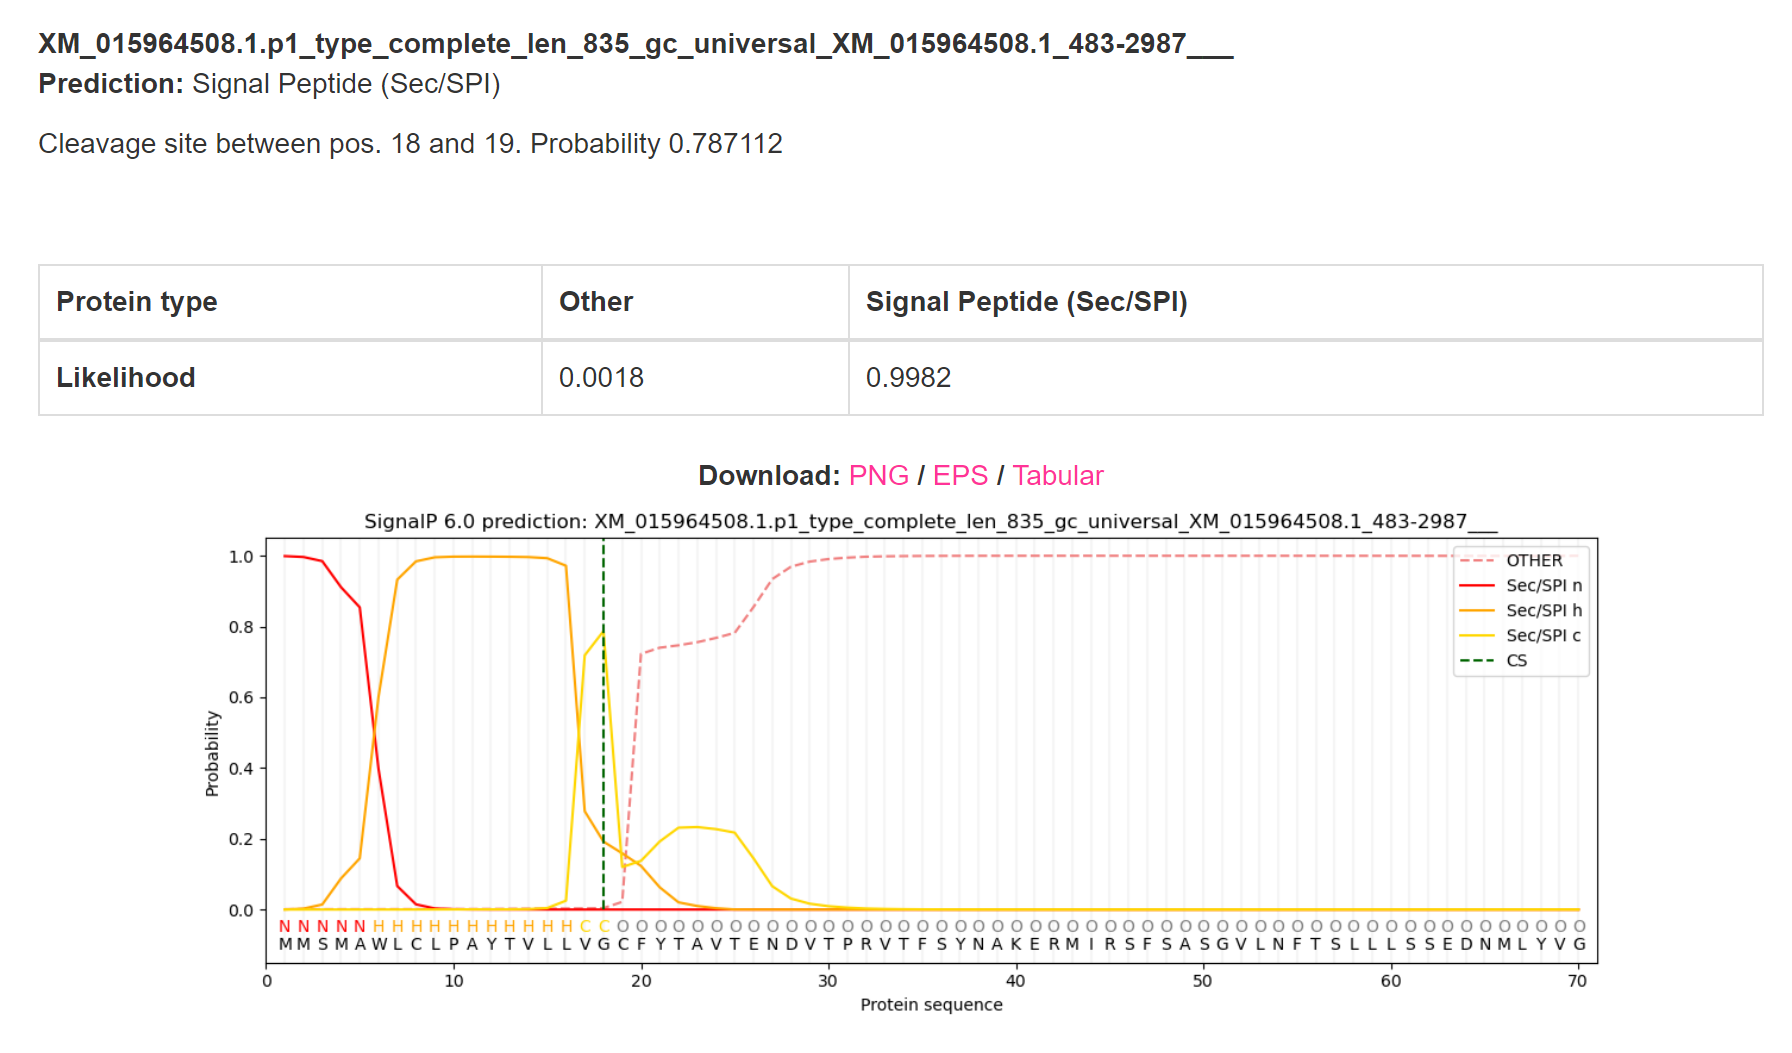 XM_015964508.1.p1_type_complete_len_835_gc_universal_XM_015964508.1_483-2987___
Prediction: Signal Peptide (Sec/SPI)
Cleavage site between pos. 18 and 19. Probability 0.787112
Protein type Other Signal Peptide (Sec/SPI)
Likelihood 0.0018 0.9982
Download: PNG / EPS / Tabular
SignalP 6.0 prediction: XM_015964508.1.p1_type_complete_len_835_gc_universal_XM_015964508.1_483-2987___
1.0
0.8
0.6
0.4
0.2
0.0
Probability
OTHER
Sec/SPI n
Sec/SPI h
Sec/SPI c
CS
N N N N N H H H H H H H H H H H C C O O O O O O O O O O O O O O O O O O O O O O O O O O O O O O O O O O O O O O O O O O O O O O O O O O O O
M M S M A W L C L P A Y T V L L V G C F Y T A V T E N D V T P R V T F S Y N A K E R M I R S F S A S G V L N F T S L L L S S E D N M L Y V G
0 10 20 30 40 50 60 70
Protein sequence